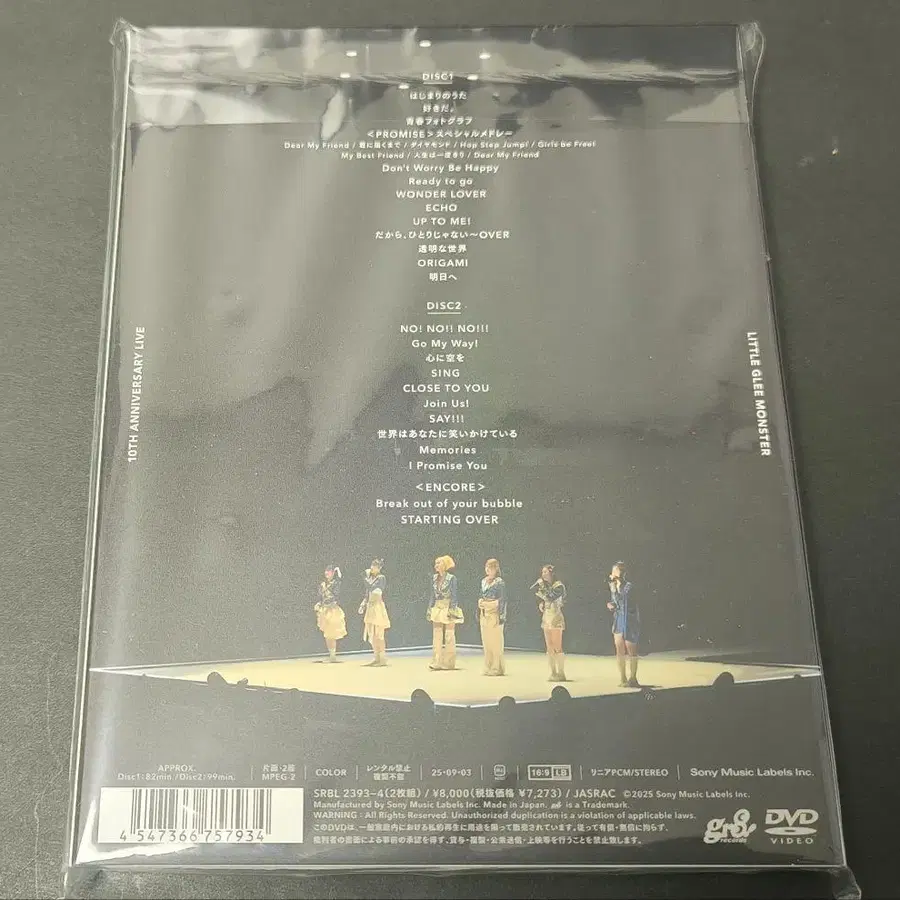 DISC1
はじまりのうた
好きだ。
青春フォトグラフ
<PROMISE>スペシャルメドレー
Dear My Friend / 君に届くまで / ダイヤモンド / Hop Step Jump! / Girls be Free!
My Best Friend / 人生は一度きり / Dear My Friend
Don't Worry Be Happy
Ready to go
WONDER LOVER
ECHO
UP TO ME!
だから、ひとりじゃない〜OVER
透明な世界
ORIGAMI
明日へ
DISC2
NO! NO!! NO!!!
Go My Way!
心に空を
SING
CLOSE TO YOU
Join Us!
SAY!!!
世界はあなたに笑いかけている
Memories
I Promise You
<ENCORE>
Break out of your bubble
STARTING OVER
10TH ANNIVERSARY LIVE
LITTLE GLEE MONSTER
APPROX.
Disc1:82min./Disc2:99min.
片面・2層
MPEG-2
COLOR
レンタル禁止
複製不能
25・09・03
16:9 LB
リニアPCM/STEREO
Sony Music Labels Inc.
SRBL 2393-4(2枚組) / ¥8,000(税抜価格 ¥7,273) / JASRAC ©2025 Sony Music Labels Inc.
Manufactured by Sony Music Labels Inc. Made in Japan. is a Trademark.
WARNING : All Rights Reserved. Unauthorized duplication is a violation of applicable laws.
このDVDは、一般家庭内における私的再生に用途を限って販売されています。従って有償・無償に拘らず、
権利者の書面による事前の承認を得ず、貸与・複製・公衆送信・上映等を行うことを禁止致します。
4 547366 757934
gr8!
records
DVD
VIDEO